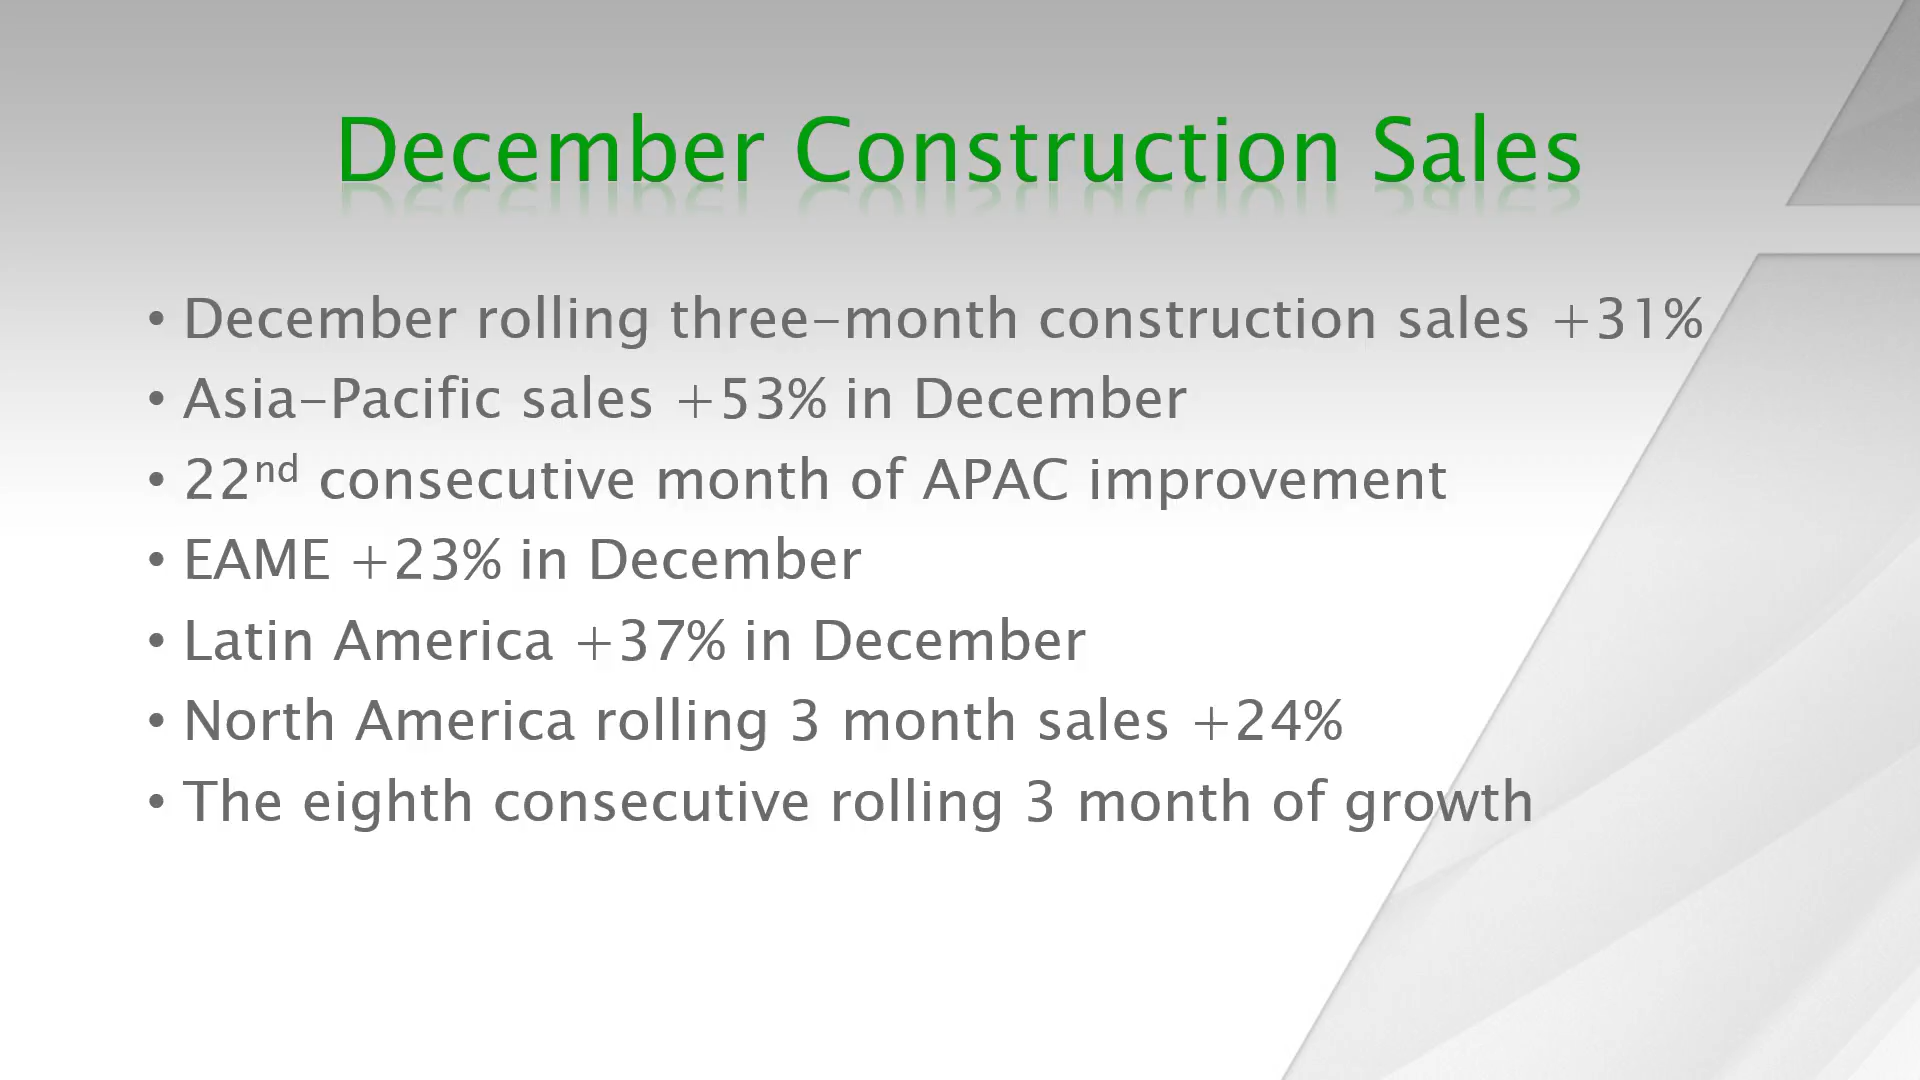 December Construction Sales
• December rolling three-month construction sales +31%
• Asia-Pacific sales +53% in December
• 22nd consecutive month of APAC improvement
• EAME +23% in December
• Latin America +37% in December
• North America rolling 3 month sales +24%
• The eighth consecutive rolling 3 month of growth